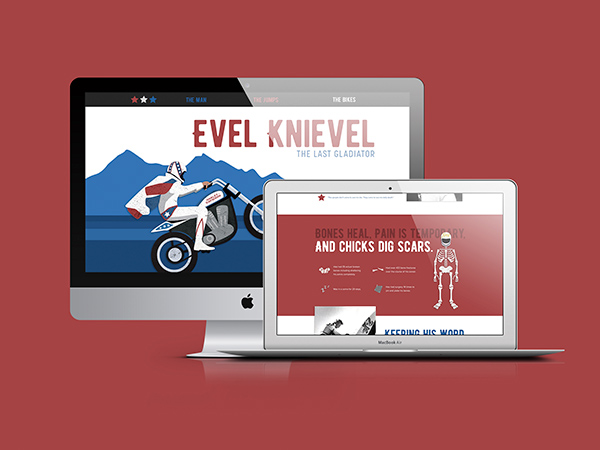 THE MAN THE JUMPS THE BIKES
EVEL KNIEVEL
THE LAST GLADIATOR
BONES HEAL. PAIN IS TEMPORARY.
AND CHICKS DIG SCARS.
KEEPING HIS WORD
MacBook Air